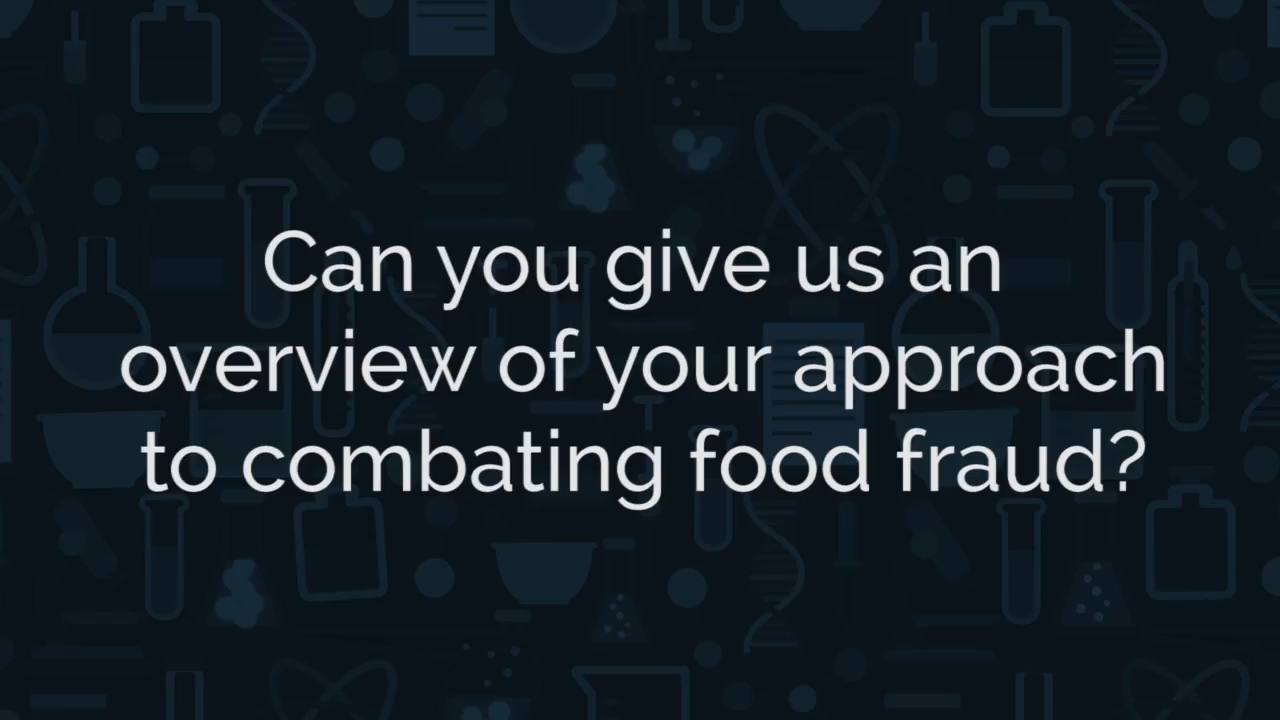 Can you give us an
overview of your approach
to combating food fraud?